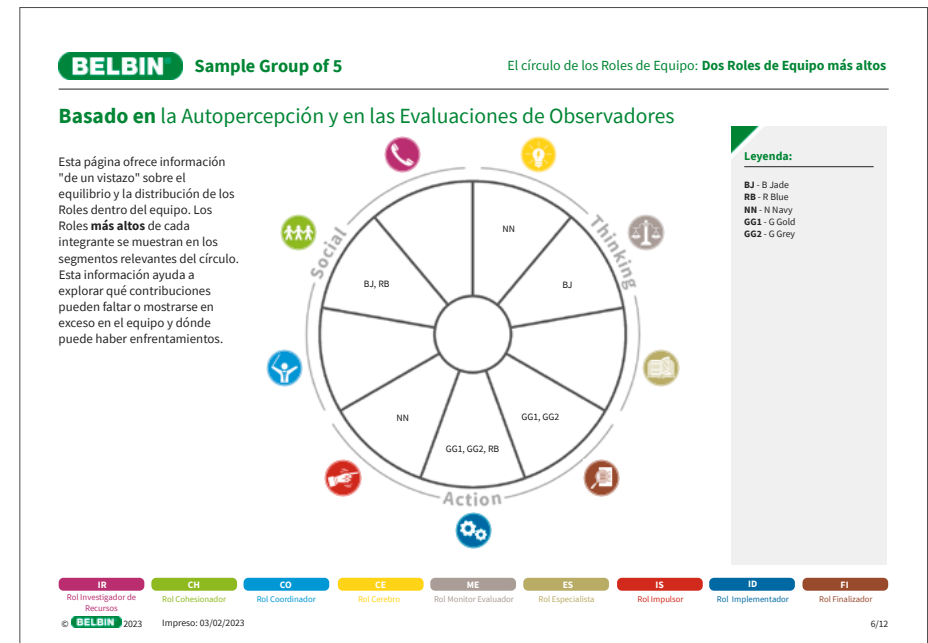 BELBIN® Sample Group of 5
El círculo de los Roles de Equipo: Dos Roles de Equipo más altos
Basado en la Autopercepción y en las Evaluaciones de Observadores
Esta página ofrece información
"de un vistazo" sobre el
equilibrio y la distribución de los
Roles dentro del equipo. Los
Roles más altos de cada
integrante se muestran en los
segmentos relevantes del círculo.
Esta información ayuda a
explorar qué contribuciones
pueden faltar o mostrarse en
exceso en el equipo y dónde
puede haber enfrentamientos.
Social
Thinking
Action
NN
BJ, RB
BJ
NN
GG1, GG2
GG1, GG2, RB
Leyenda:
BJ - B Jade
RB - R Blue
NN - N Navy
GG1 - G Gold
GG2 - G Grey
IR
Rol Investigador de
Recursos
CH
Rol Cohesionador
CO
Rol Coordinador
CE
Rol Cerebro
ME
Rol Monitor Evaluador
ES
Rol Especialista
IS
Rol Impulsor
ID
Rol Implementador
FI
Rol Finalizador
© BELBIN 2023 Impreso: 03/02/2023
6/12